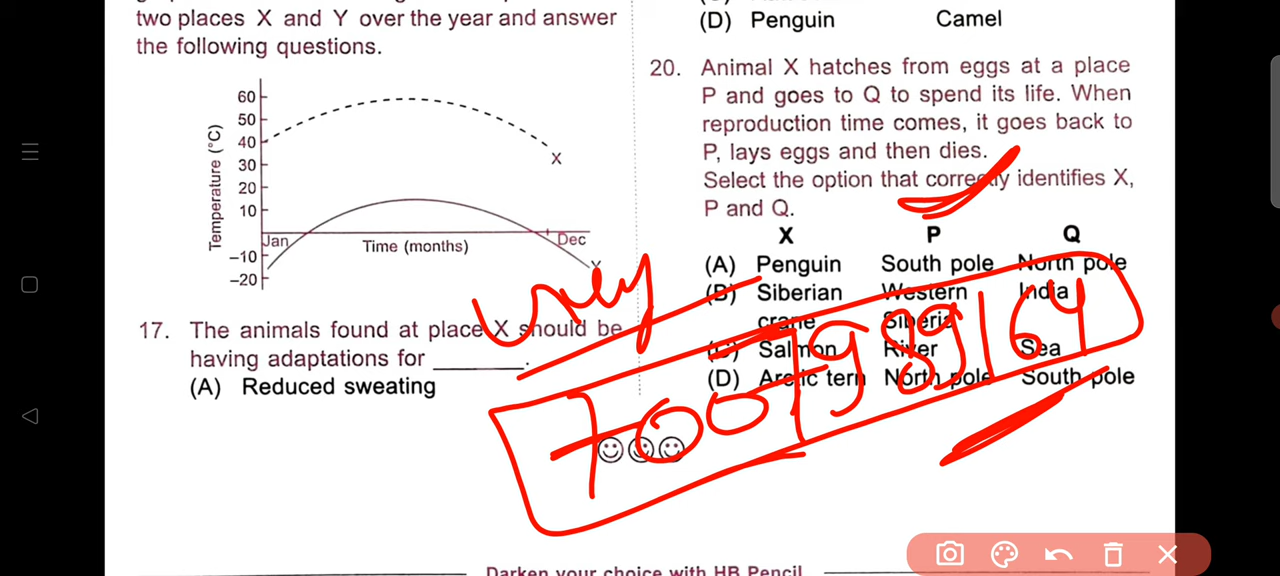 two places X and Y over the year and answer
the following questions.
Temperature (°C)
60
50
40
30
20
10
–10
–20
Jan
Time (months)
Dec
X
Y
17. The animals found at place X should be
having adaptations for ________.
(A) Reduced sweating
(D) Penguin Camel
20. Animal X hatches from eggs at a place
P and goes to Q to spend its life. When
reproduction time comes, it goes back to
P, lays eggs and then dies.
Select the option that correctly identifies X,
P and Q.
X P Q
(A) Penguin South pole North pole
(B) Siberian Western India
crane Siberia
(C) Salmon River Sea
(D) Arctic tern North pole South pole
Darken your choice with HB Pencil